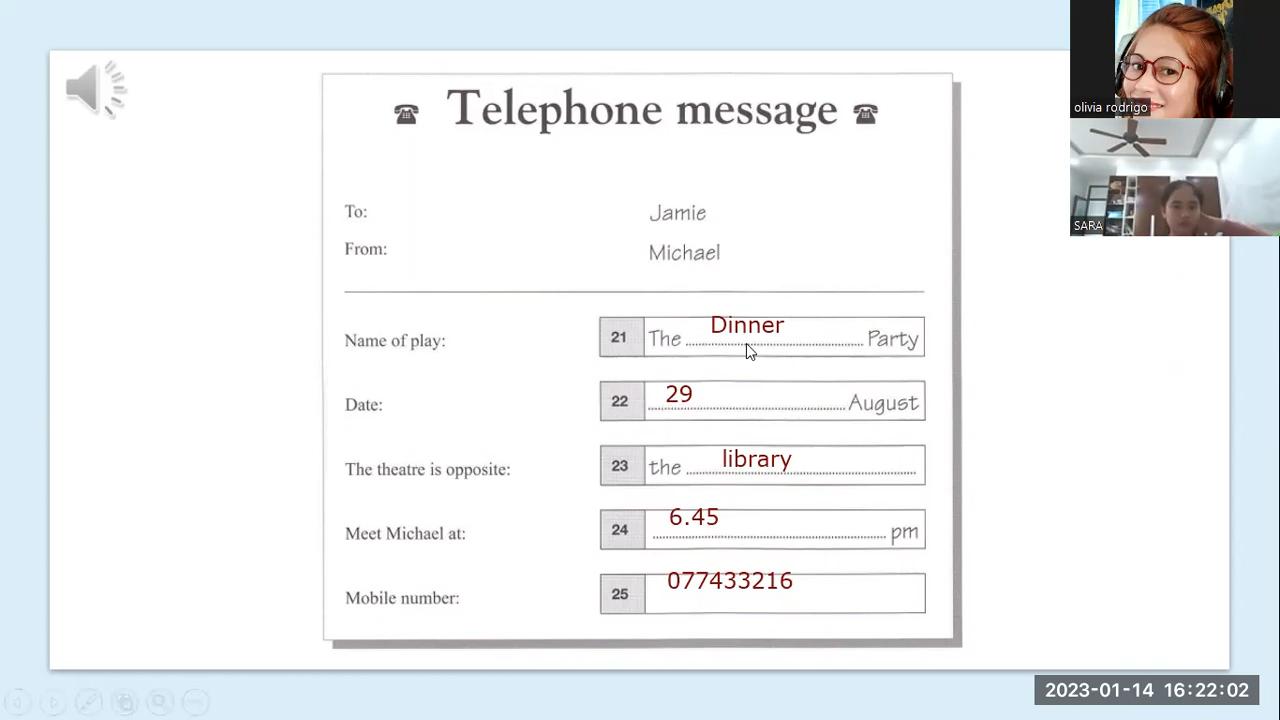 Telephone message
olivia rodrigo
SARA
To: Jamie
From: Michael
Name of play: 21 The Dinner Party
Date: 22 29 August
The theatre is opposite: 23 the library
Meet Michael at: 24 6.45 pm
Mobile number: 25 077433216
2023-01-14 16:22:02